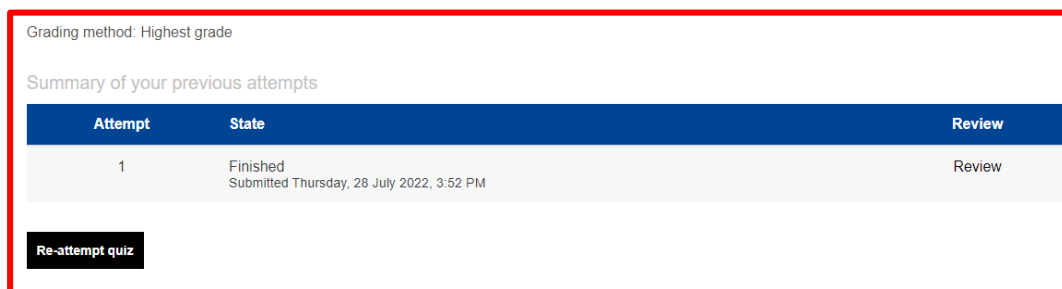 Grading method: Highest grade
Summary of your previous attempts
Attempt State Review
1 Finished Review
Submitted Thursday, 28 July 2022, 3:52 PM
Re-attempt quiz